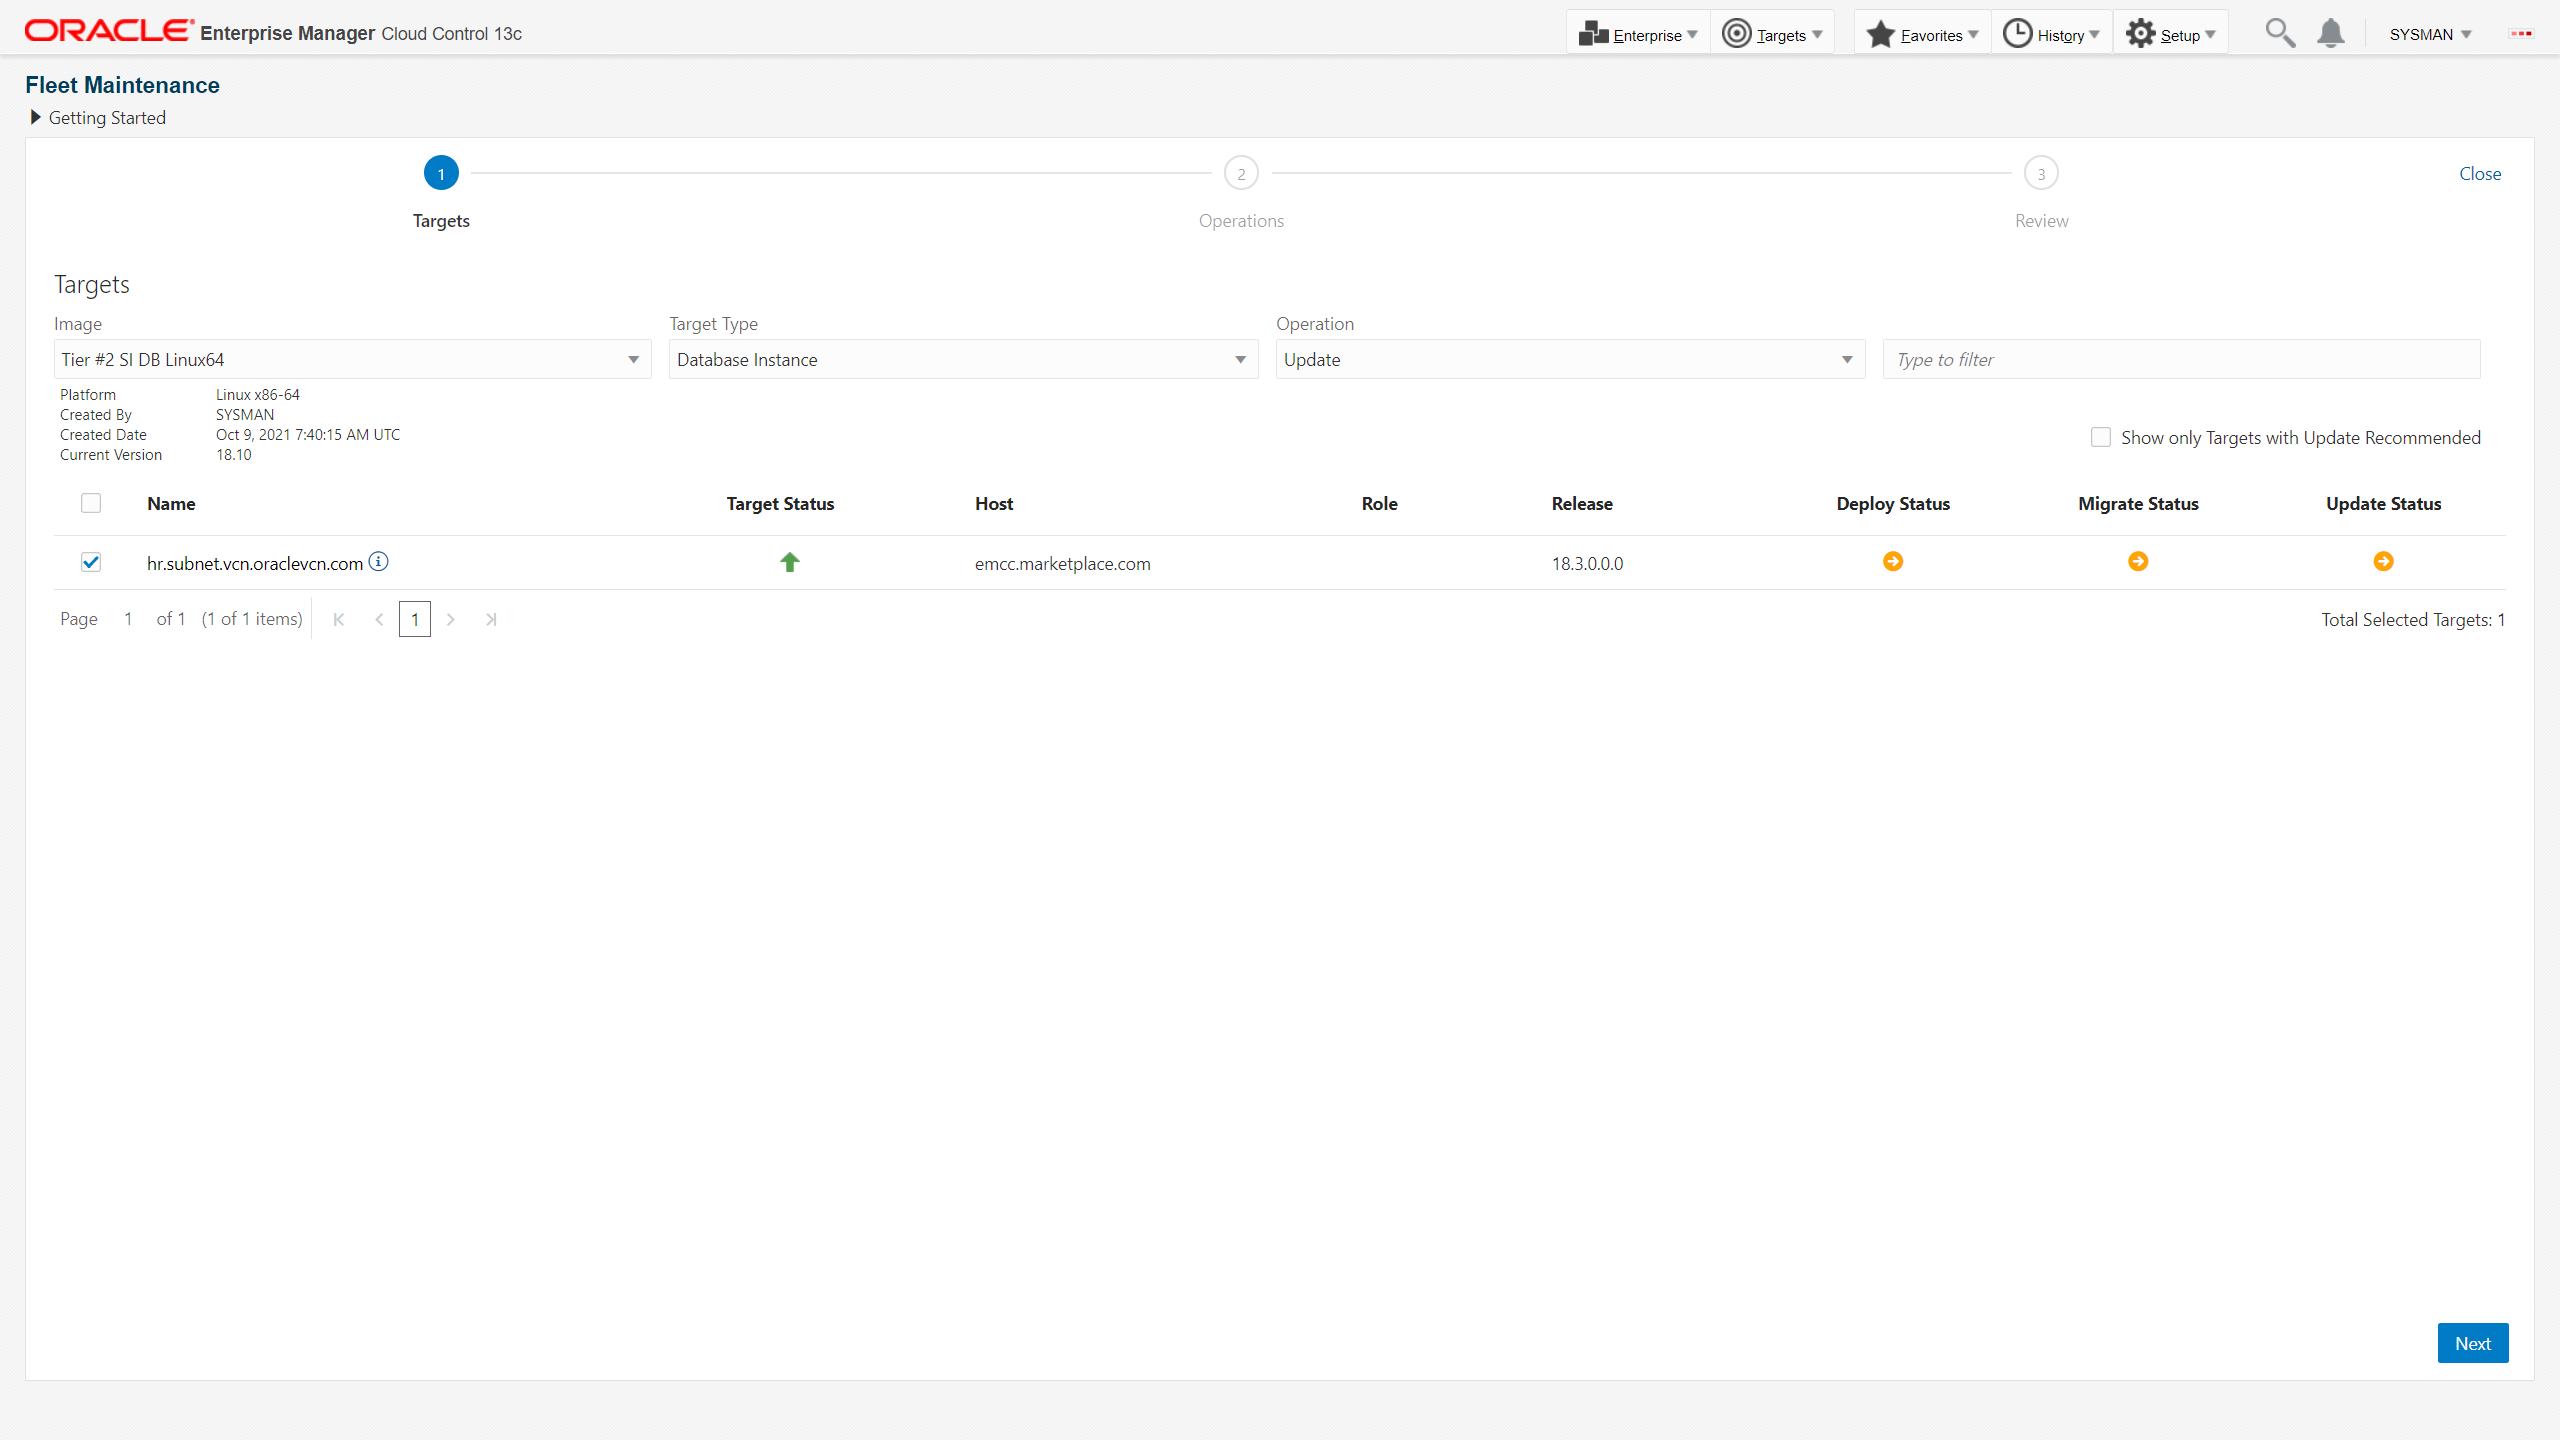 ORACLE Enterprise Manager Cloud Control 13c
Enterprise Targets Favorites History Setup SYSMAN
Fleet Maintenance
Getting Started
1 2 3 Close
Targets Operations Review
Targets
Image Target Type Operation
Tier #2 SI DB Linux64 Database Instance Update Type to filter
Platform Linux x86-64
Created By SYSMAN
Created Date Oct 9, 2021 7:40:15 AM UTC
Show only Targets with Update Recommended
Current Version 18.10
Name Target Status Host Role Release Deploy Status Migrate Status Update Status
hr.subnet.vcn.oraclevcn.com emcc.marketplace.com 18.3.0.0.0
Page 1 of 1 (1 of 1 items) 1 Total Selected Targets: 1
Next